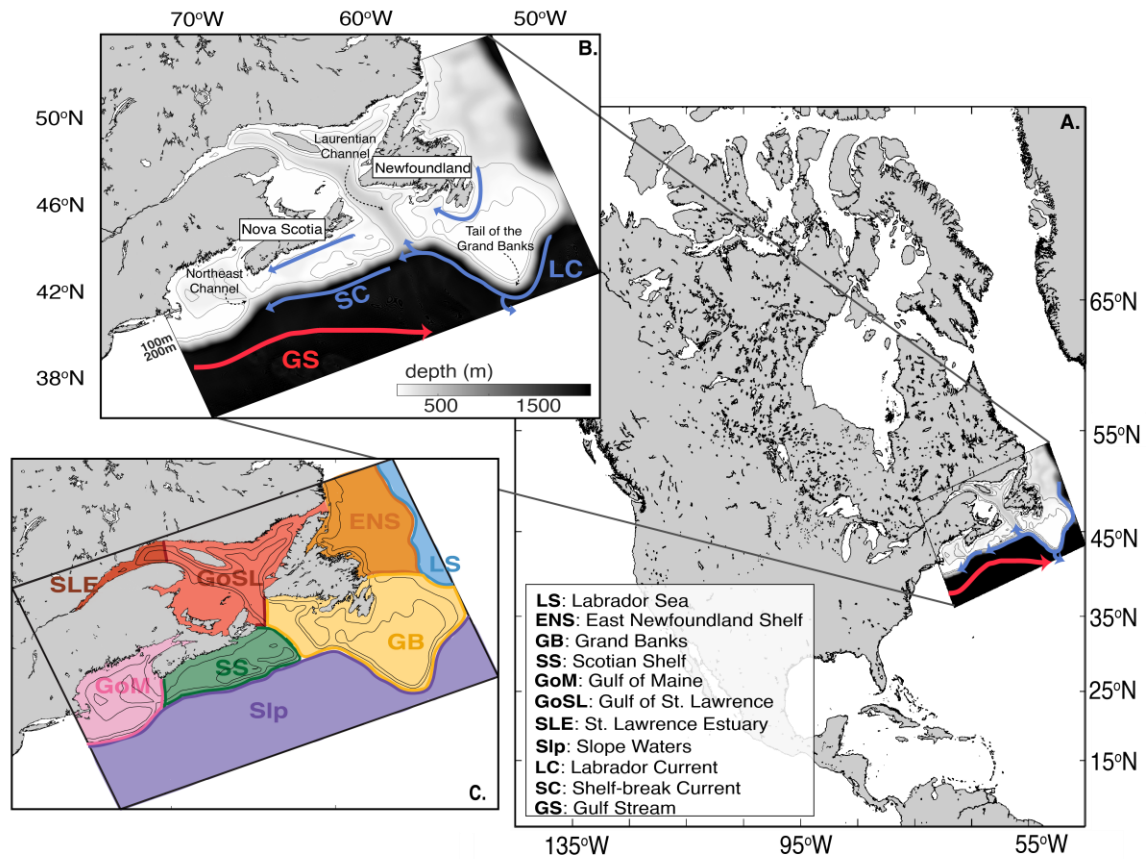 70°W 60°W 50°W
B.
50°N
46°N
42°N
38°N
Laurentian
Channel
Newfoundland
Nova Scotia
Tail of the
Grand Banks
Northeast
Channel
LC
SC
GS
100m
200m
depth (m)
500 1500
A.
65°N
55°N
45°N
35°N
25°N
15°N
135°W 95°W 55°W
ENS
LS
SLE
GoSL
GB
SS
GoM
Slp
C.
LS: Labrador Sea
ENS: East Newfoundland Shelf
GB: Grand Banks
SS: Scotian Shelf
GoM: Gulf of Maine
GoSL: Gulf of St. Lawrence
SLE: St. Lawrence Estuary
Slp: Slope Waters
LC: Labrador Current
SC: Shelf-break Current
GS: Gulf Stream